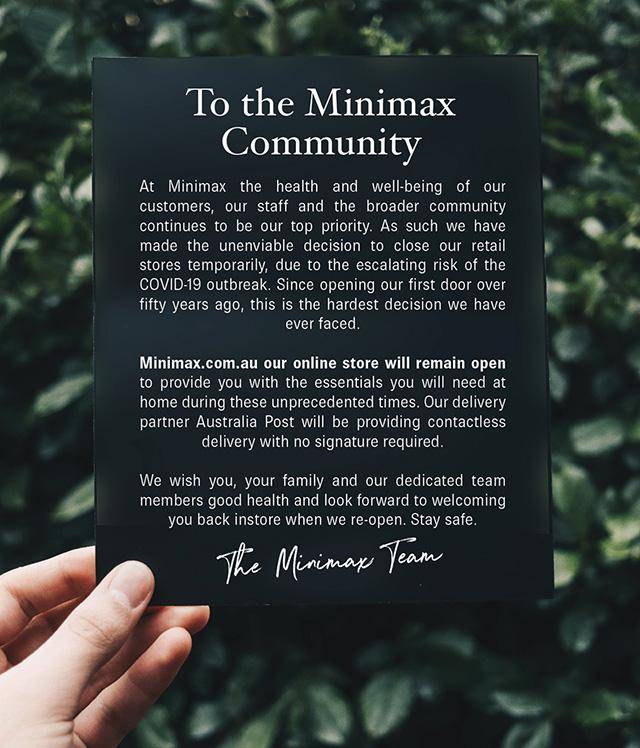 To the Minimax
Community
At Minimax the health and well-being of our
customers, our staff and the broader community
continues to be our top priority. As such we have
made the unenviable decision to close our retail
stores temporarily, due to the escalating risk of the
COVID-19 outbreak. Since opening our first door over
fifty years ago, this is the hardest decision we have
ever faced.
Minimax.com.au our online store will remain open
to provide you with the essentials you will need at
home during these unprecedented times. Our delivery
partner Australia Post will be providing contactless
delivery with no signature required.
We wish you, your family and our dedicated team
members good health and look forward to welcoming
you back instore when we re-open. Stay safe.
The Minimax Team